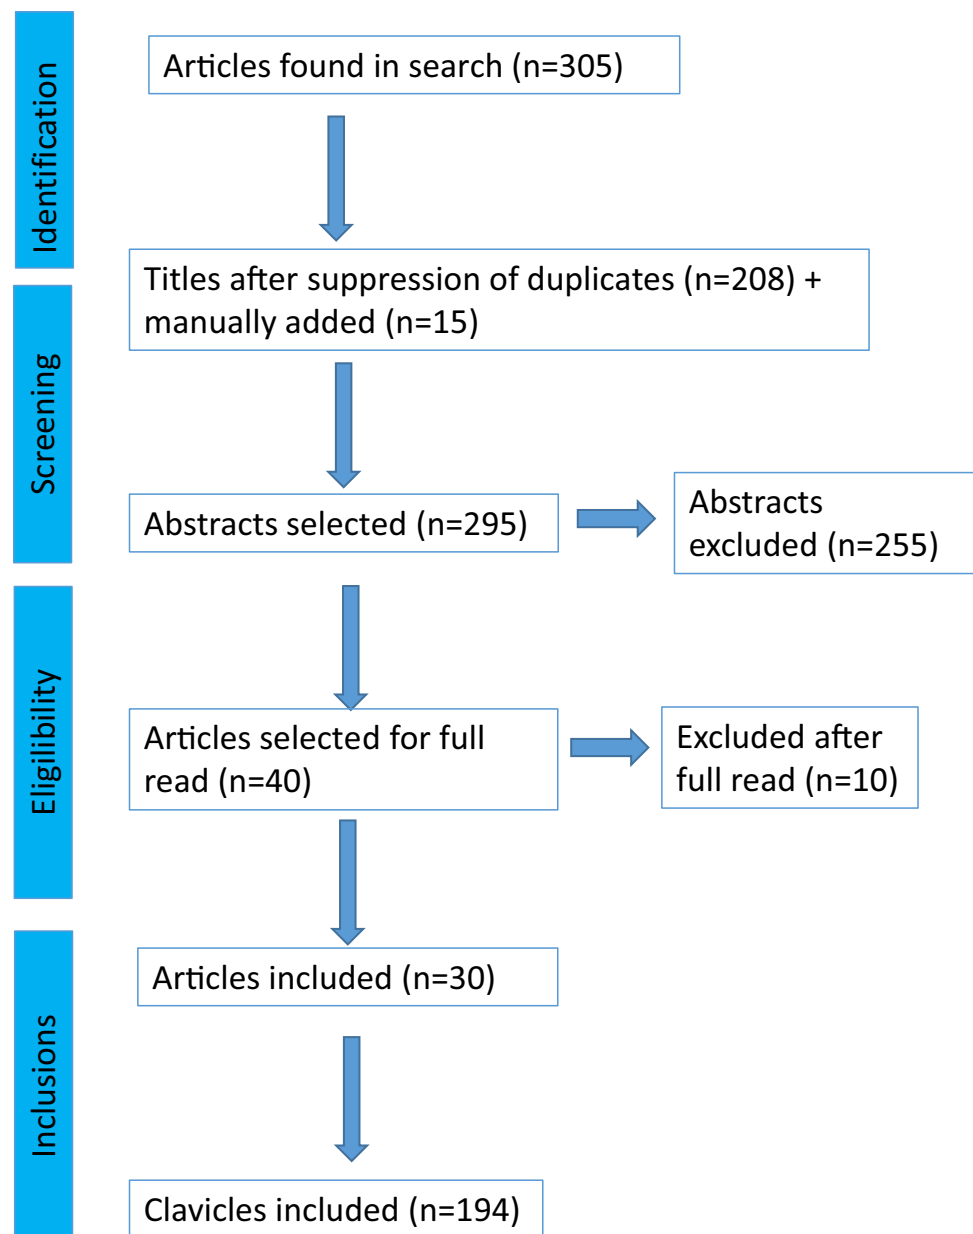 Identification
Articles found in search (n=305)
Titles after suppression of duplicates (n=208) +
manually added (n=15)
Screening
Abstracts selected (n=295)
Abstracts
excluded (n=255)
Eligilibility
Articles selected for full
read (n=40)
Excluded after
full read (n=10)
Inclusions
Articles included (n=30)
Clavicles included (n=194)